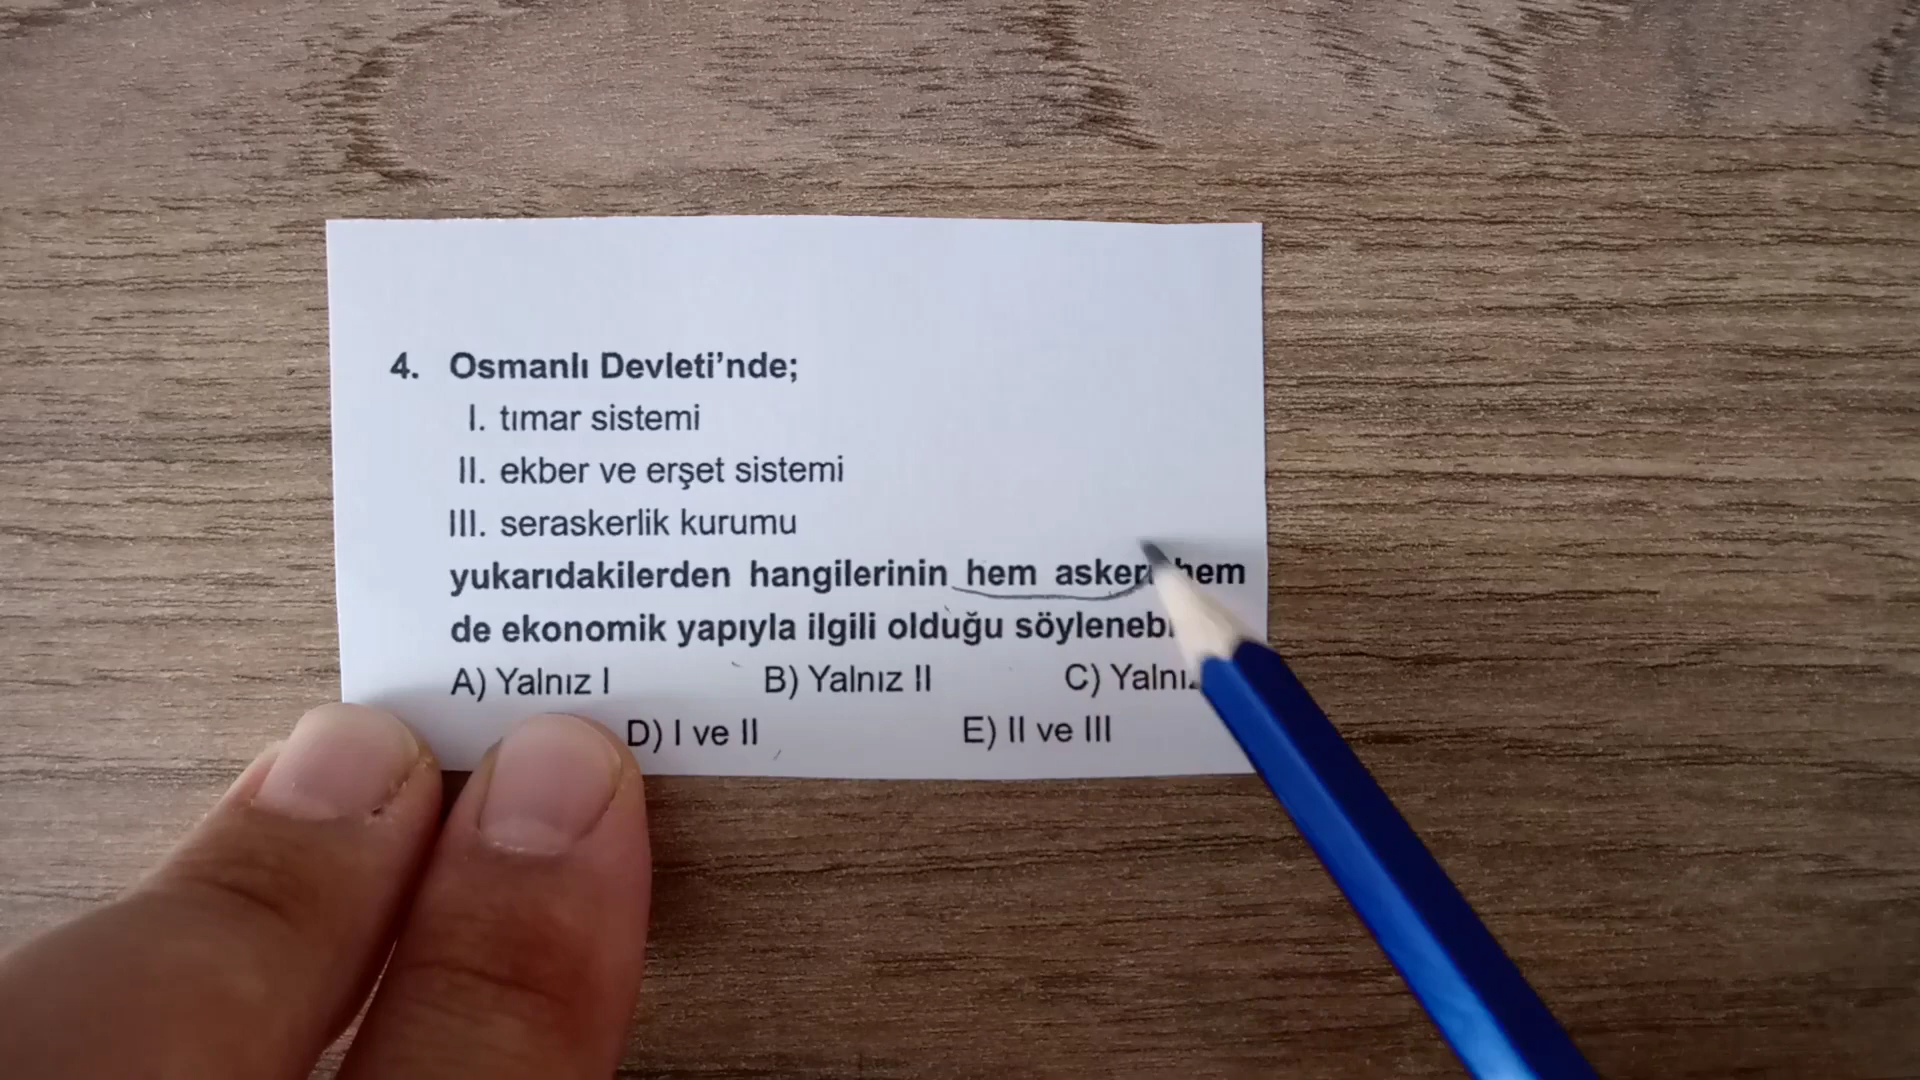 4. Osmanlı Devleti’nde;
I. tımar sistemi
II. ekber ve erşet sistemi
III. seraskerlik kurumu
yukarıdakilerden hangilerinin hem askeri hem
de ekonomik yapıyla ilgili olduğu
A) Yalnız I B) Yalnız II C)
D) I ve II E) II ve III